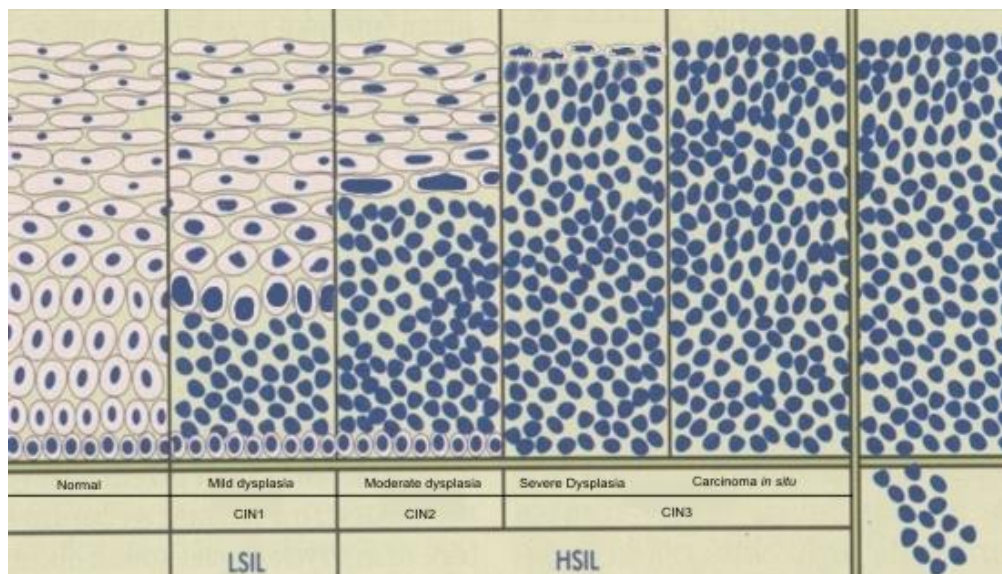 Normal Mild dysplasia Moderate dysplasia Severe Dysplasia Carcinoma in situ
CIN1 CIN2 CIN3
LSIL HSIL